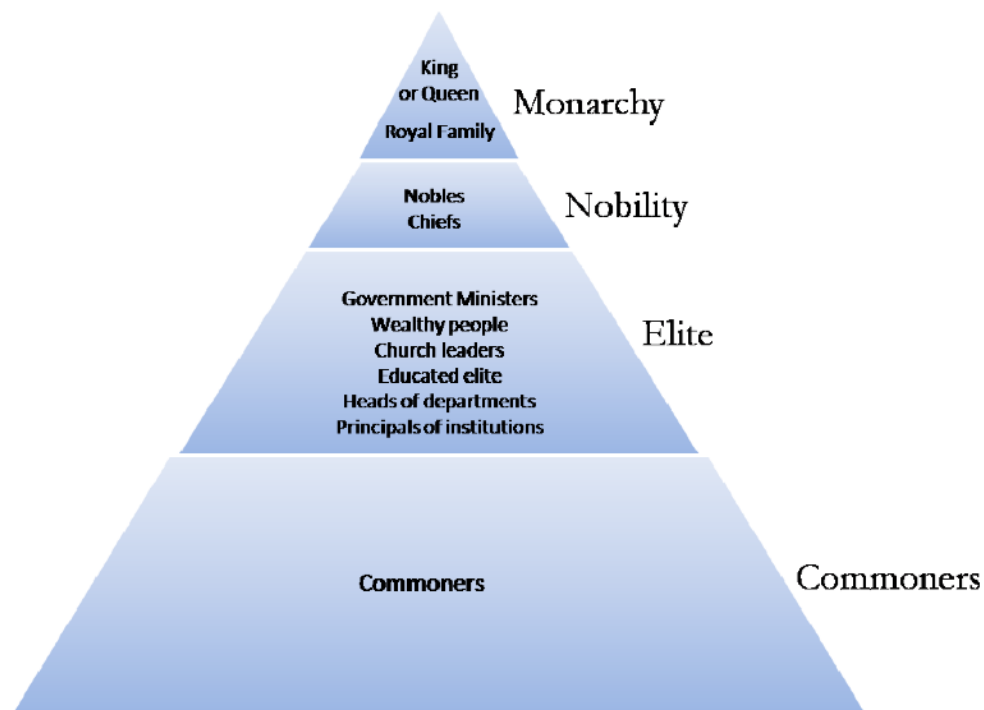 King
or Queen
Royal Family
Monarchy
Nobles
Chiefs
Nobility
Government Ministers
Wealthy people
Church leaders
Educated elite
Heads of departments
Principals of institutions
Elite
Commoners
Commoners